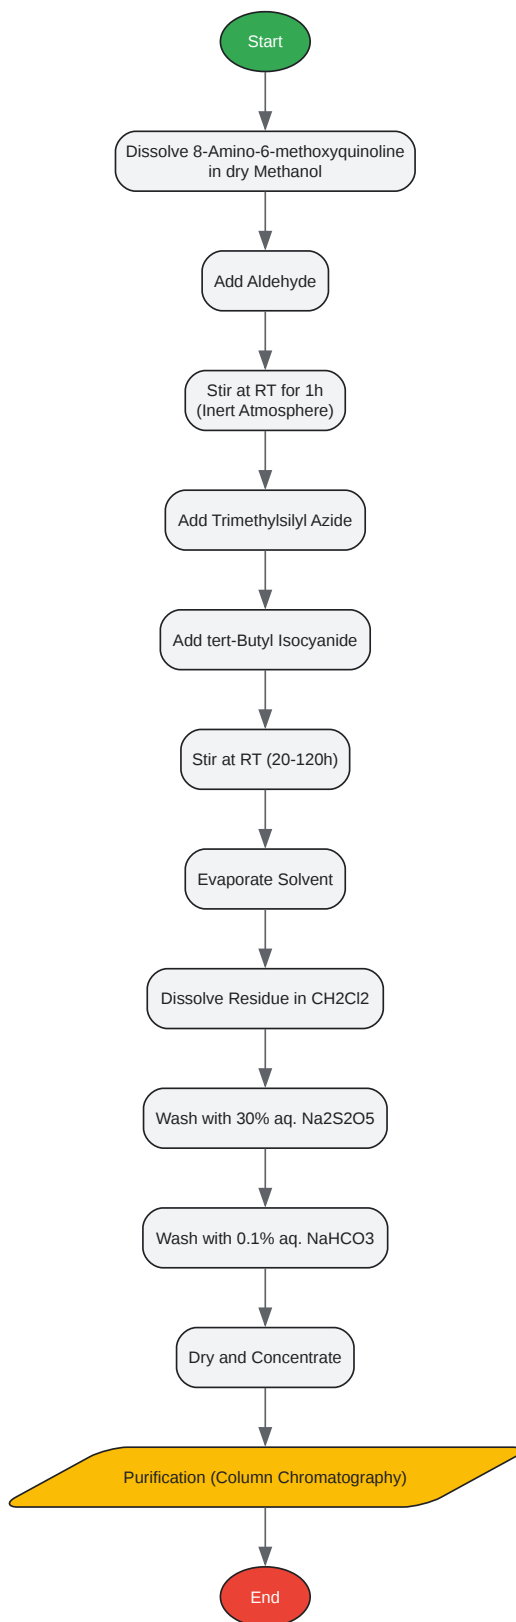 Start
Dissolve 8-Amino-6-methoxyquinoline
in dry Methanol
Add Aldehyde
Stir at RT for 1h
(Inert Atmosphere)
Add Trimethylsilyl Azide
Add tert-Butyl Isocyanide
Stir at RT (20-120h)
Evaporate Solvent
Dissolve Residue in CH2Cl2
Wash with 30% aq. Na2S2O5
Wash with 0.1% aq. NaHCO3
Dry and Concentrate
Purification (Column Chromatography)
End